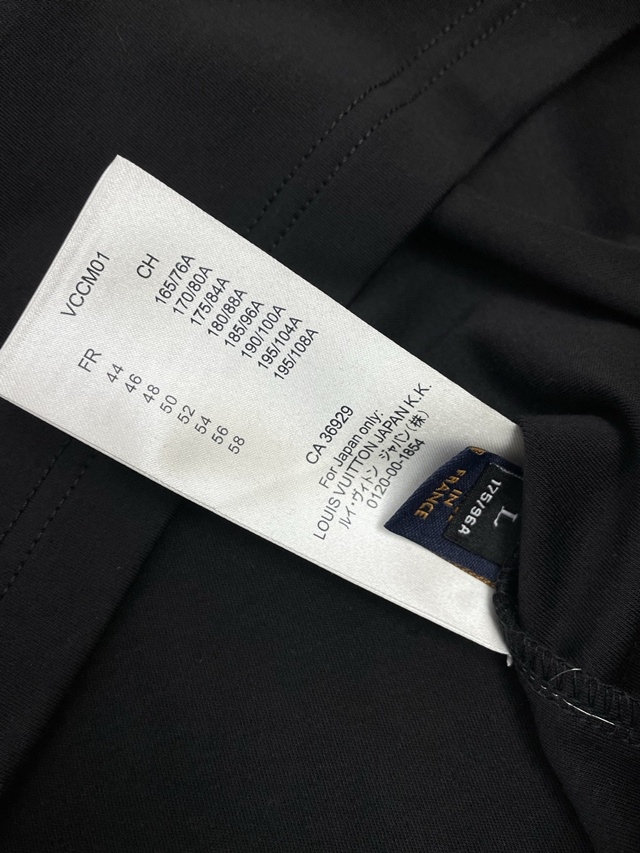 VCCM01
FR CH
44 165/76A
46 170/80A
48 175/84A
50 180/88A
52 185/96A
54 190/100A
56 195/104A
58 195/108A
CA 36929
For Japan only:
LOUIS VUITTON JAPAN K.K.
ルイ・ヴィトン ジャパン(株)
0120-00-1854
IN
FRANCE
L
175/96A